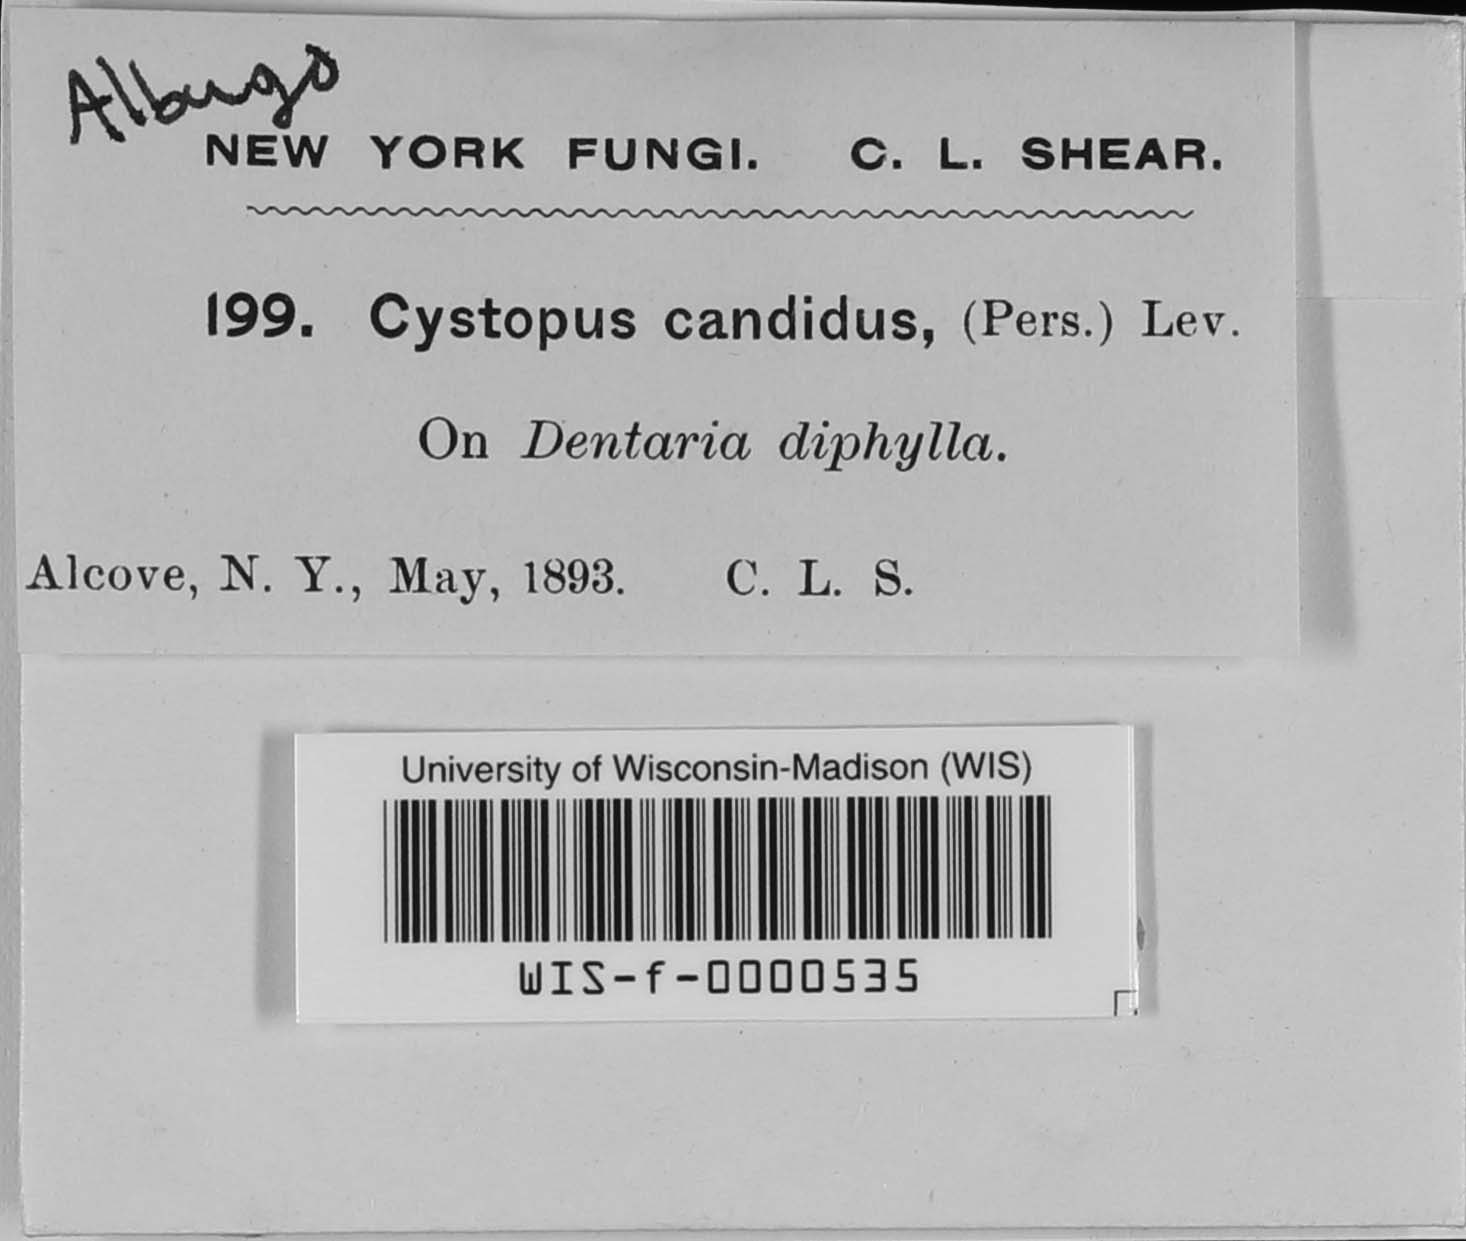 Albugo
NEW YORK FUNGI. C. L. SHEAR.
199. Cystopus candidus, (Pers.) Lev.
On Dentaria diphylla.
Alcove, N. Y., May, 1893. C. L. S.
University of Wisconsin-Madison (WIS)
WIS-f-0000535